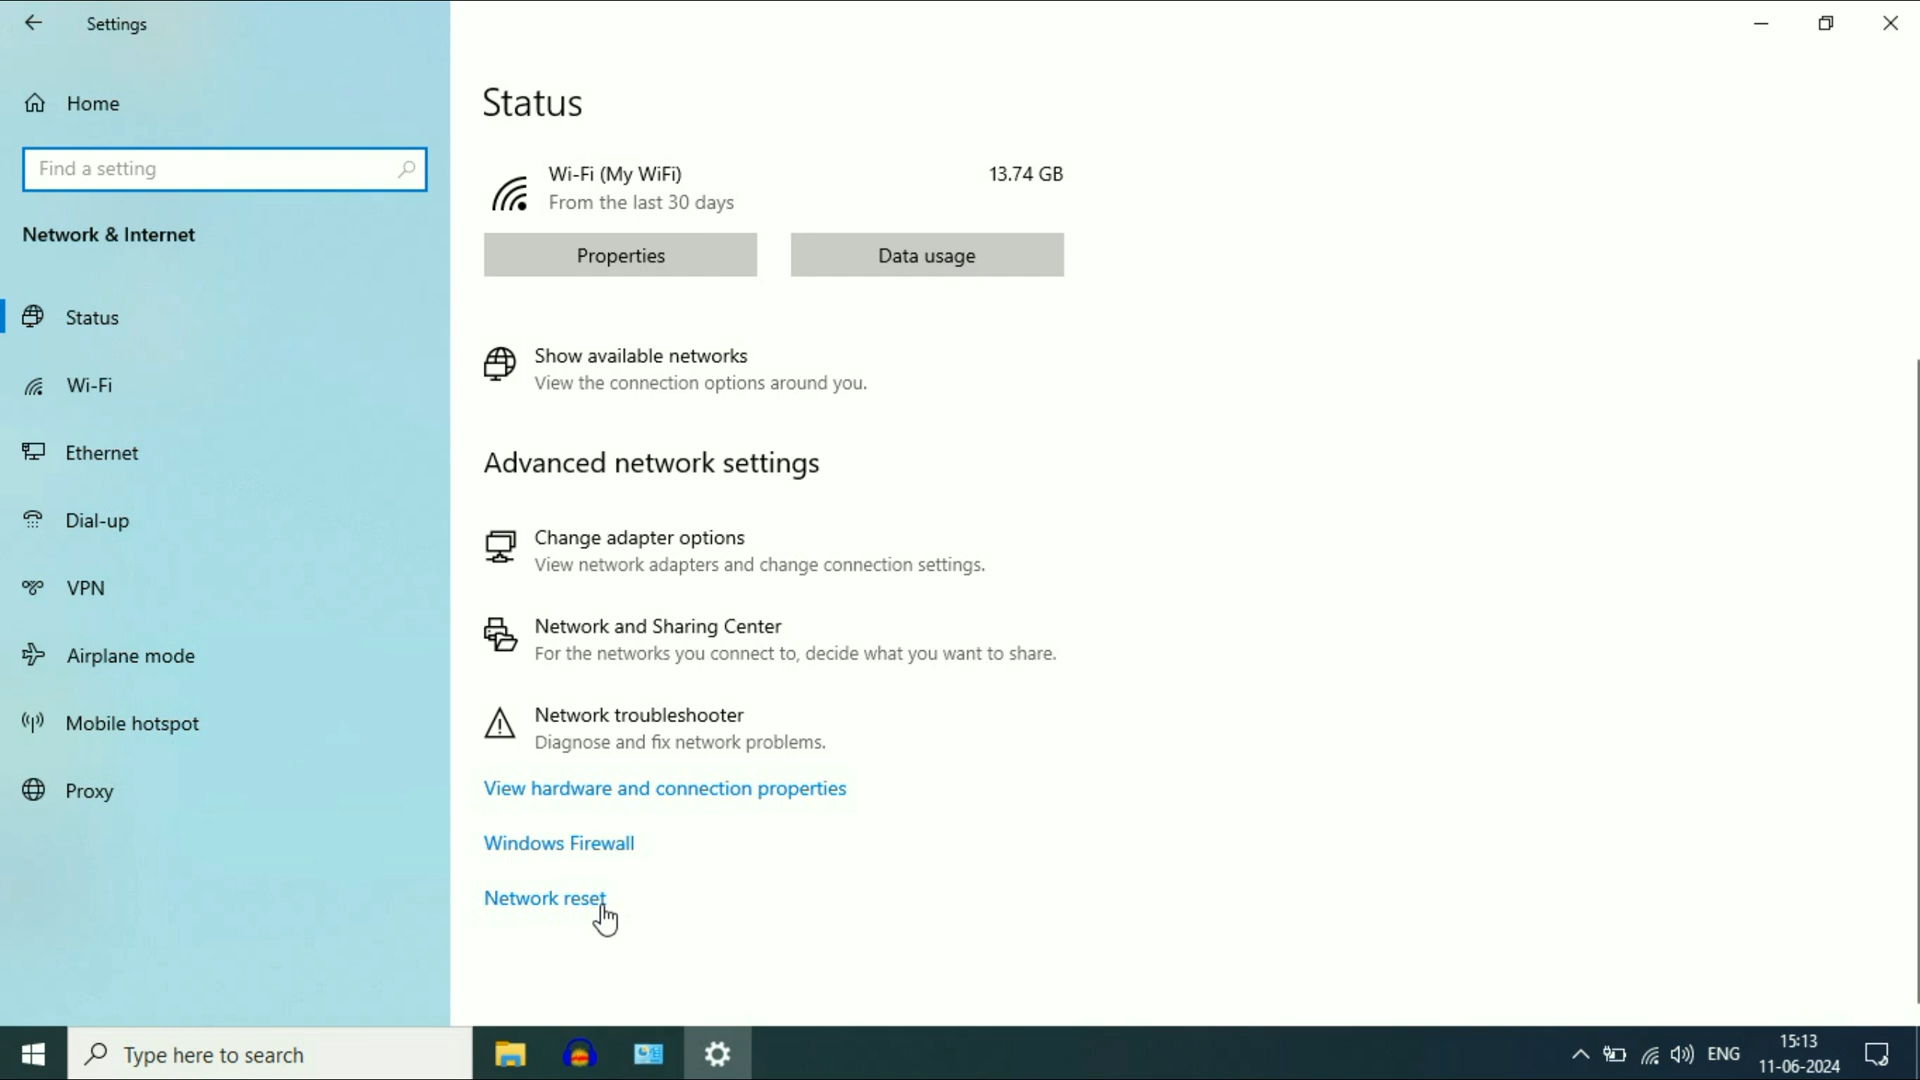 Settings
Home
Find a setting
Network & Internet
Status
Wi-Fi
Ethernet
Dial-up
VPN
Airplane mode
Mobile hotspot
Proxy
Status
Wi-Fi (My WiFi)
13.74 GB
From the last 30 days
Properties
Data usage
Show available networks
View the connection options around you.
Advanced network settings
Change adapter options
View network adapters and change connection settings.
Network and Sharing Center
For the networks you connect to, decide what you want to share.
Network troubleshooter
Diagnose and fix network problems.
View hardware and connection properties
Windows Firewall
Network reset
Type here to search
ENG
15:13
11-06-2024